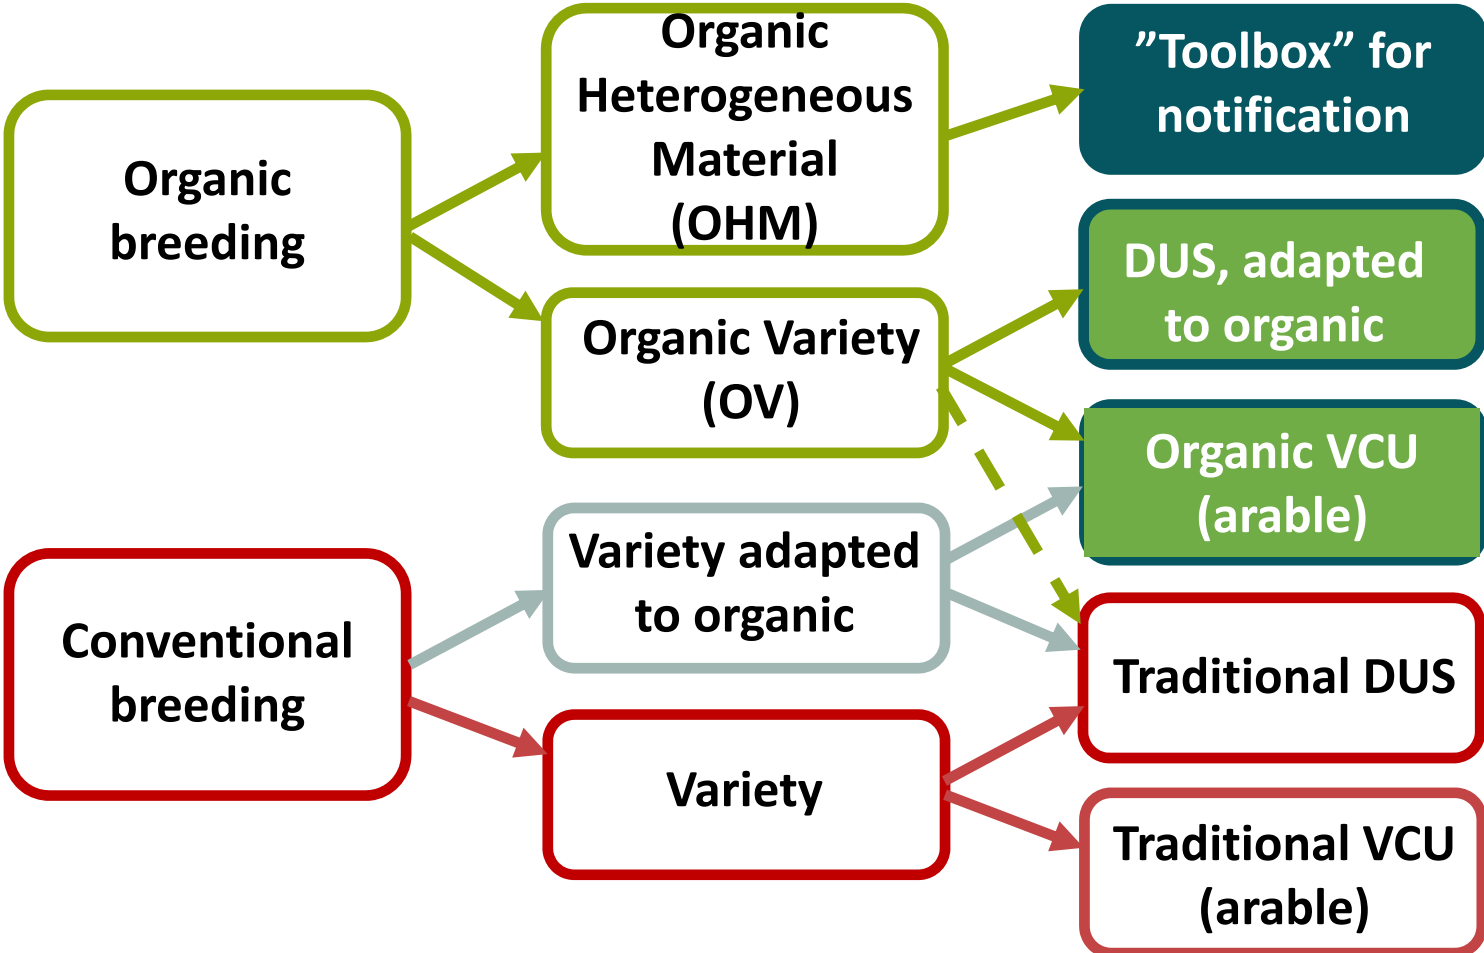 Organic
breeding
Organic
Heterogeneous
Material
(OHM)
”Toolbox” for
notification
Organic Variety
(OV)
DUS, adapted
to organic
Organic VCU
(arable)
Conventional
breeding
Variety adapted
to organic
Variety
Traditional DUS
Traditional VCU
(arable)